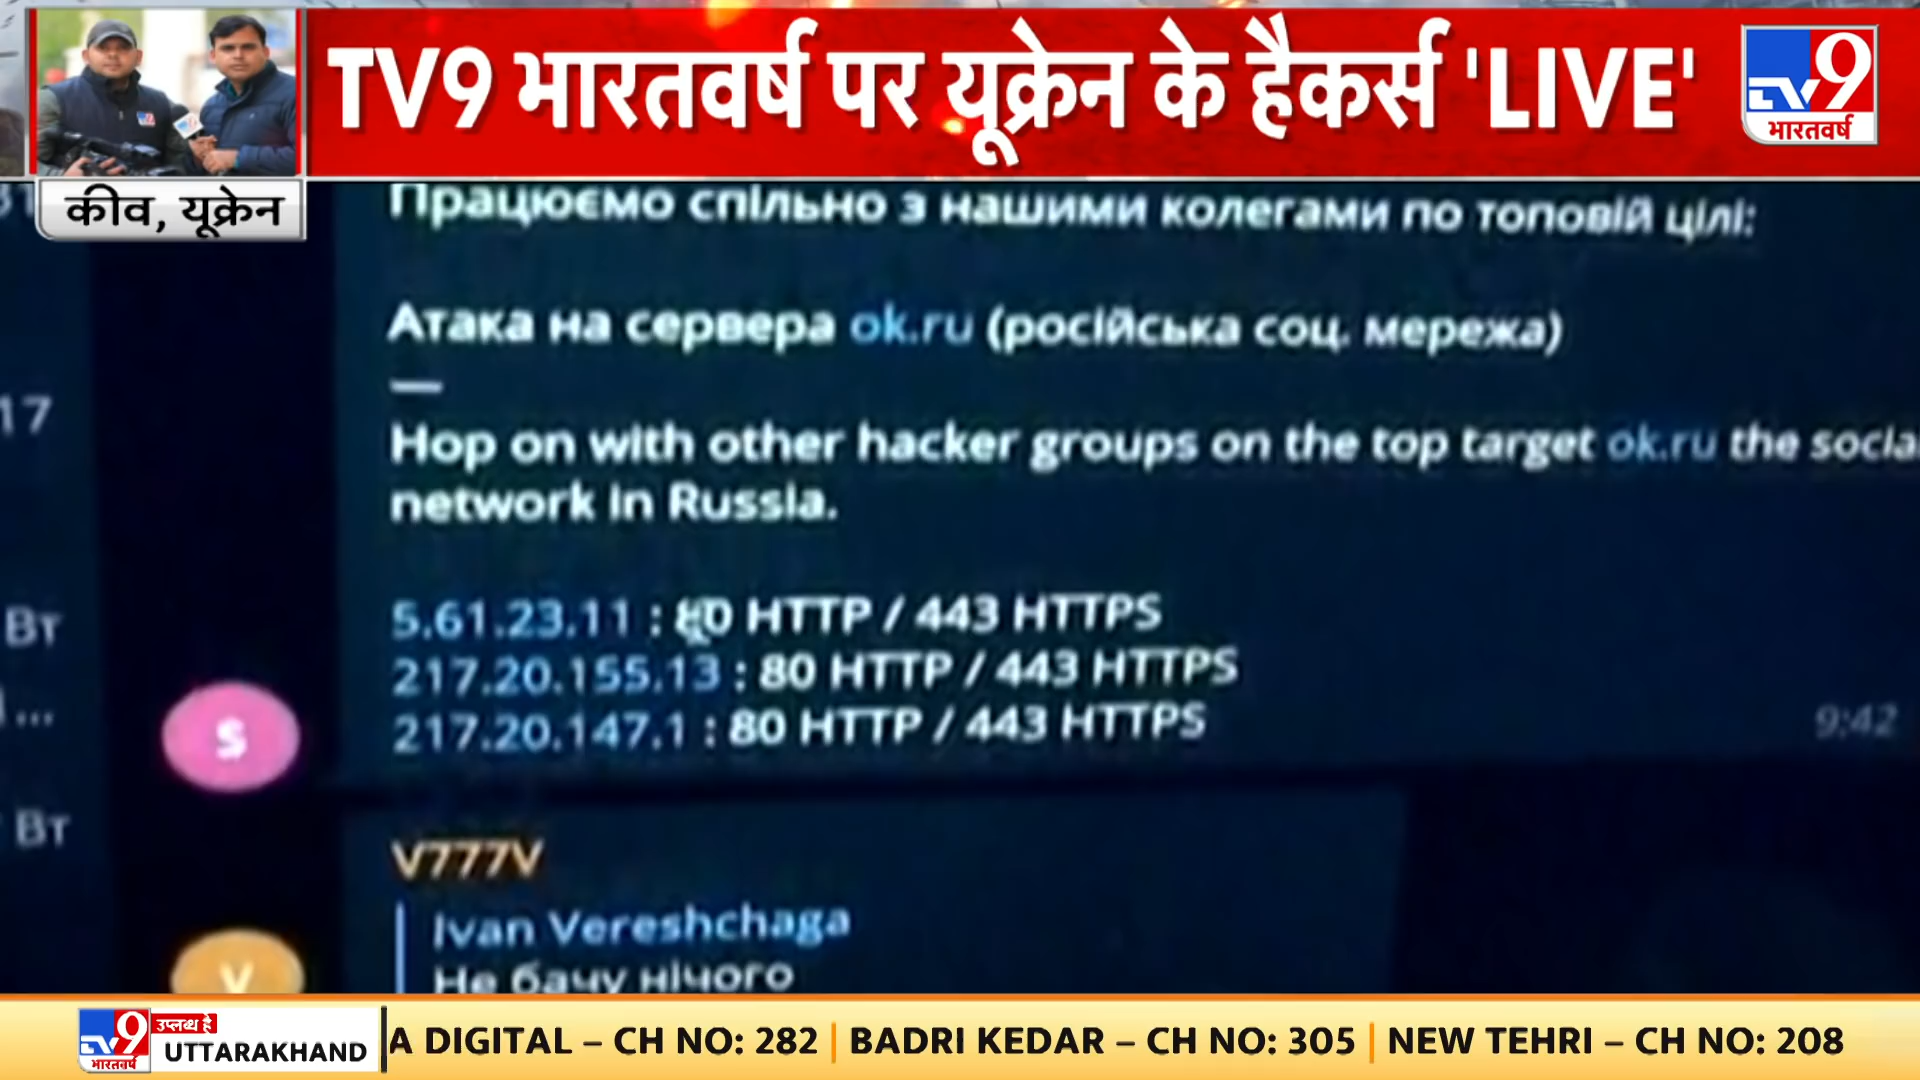 TV9 भारतवर्ष पर यूक्रेन के हैकर्स 'LIVE'
TV9
भारतवर्ष
कीव, यूक्रेन
Працюємо спільно з нашими колегами по топовій цілі:
Атака на сервера ok.ru (російська соц. мережа)
—
17
Hop on with other hacker groups on the top target ok.ru the socia
network in Russia.
5.61.23.11 : 80 HTTP / 443 HTTPS
Вт
217.20.155.13 : 80 HTTP / 443 HTTPS
...
S
217.20.147.1 : 80 HTTP / 443 HTTPS
9:42
Вт
V777V
Ivan Vereshchaga
V
Не бачу нічого
TV9
भारतवर्ष
उपलब्ध है
UTTARAKHAND
A DIGITAL – CH NO: 282 | BADRI KEDAR – CH NO: 305 | NEW TEHRI – CH NO: 208